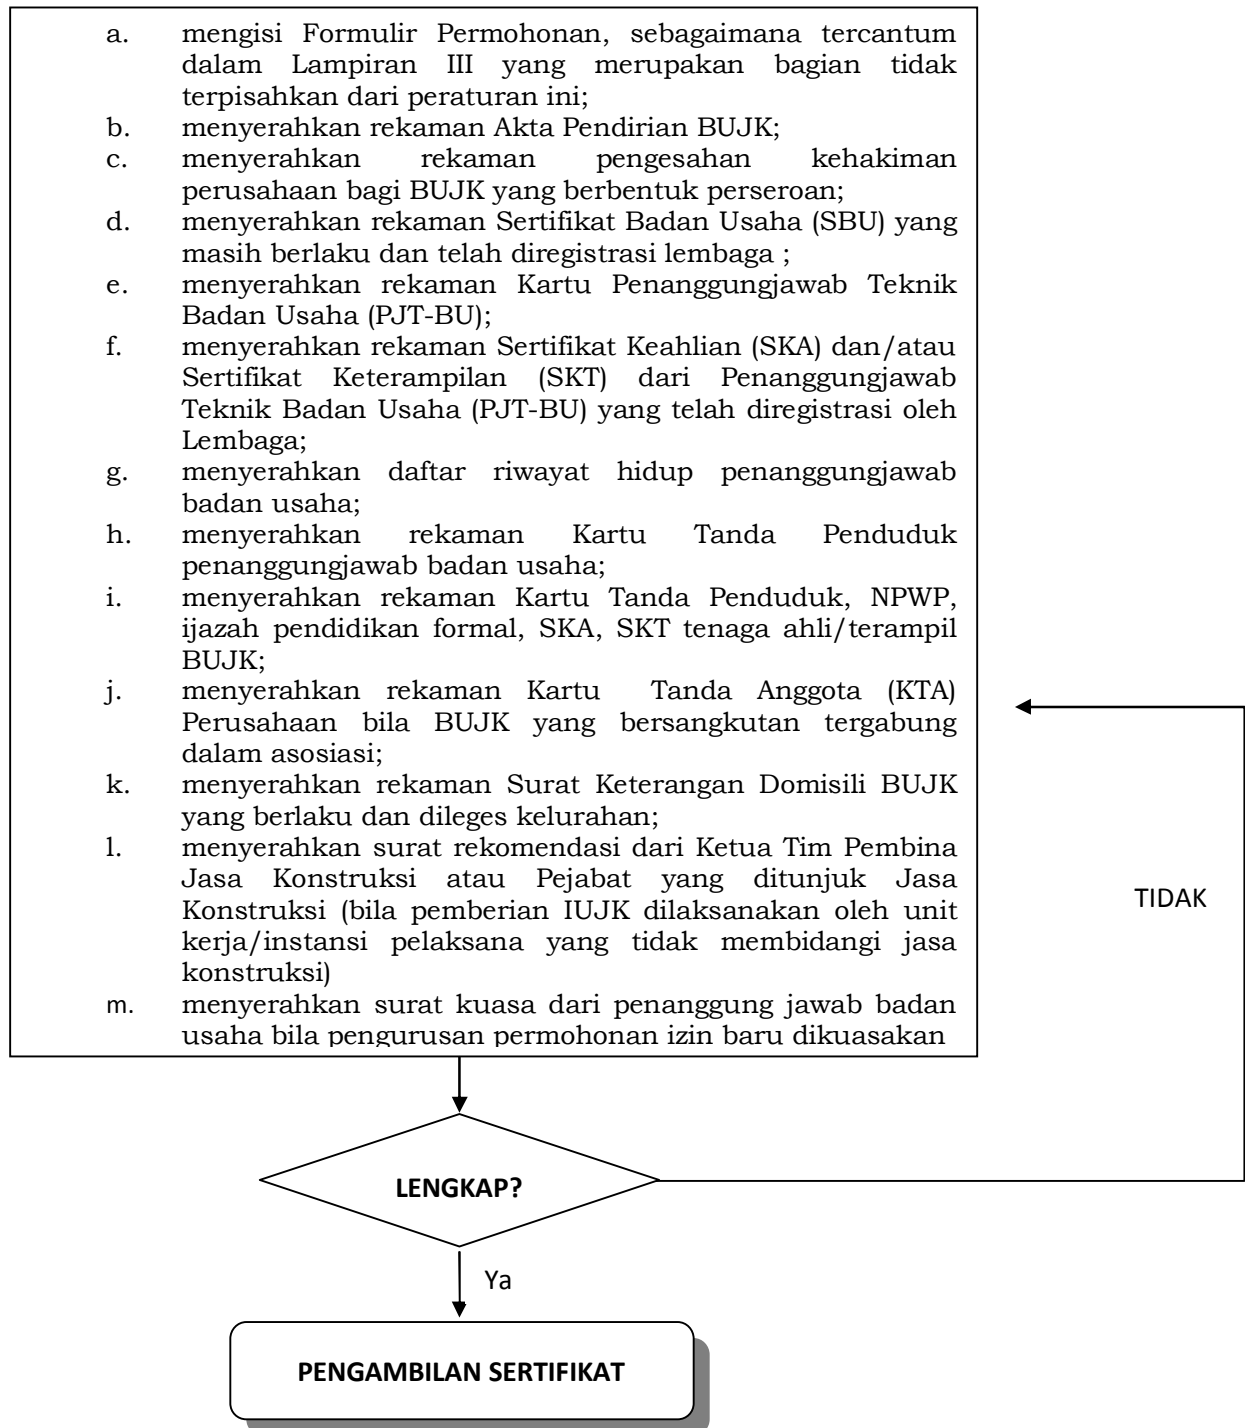 a. mengisi Formulir Permohonan, sebagaimana tercantum
dalam Lampiran III yang merupakan bagian tidak
terpisahkan dari peraturan ini;
b. menyerahkan rekaman Akta Pendirian BUJK;
c. menyerahkan rekaman pengesahan kehakiman
perusahaan bagi BUJK yang berbentuk perseroan;
d. menyerahkan rekaman Sertifikat Badan Usaha (SBU) yang
masih berlaku dan telah diregistrasi lembaga ;
e. menyerahkan rekaman Kartu Penanggungjawab Teknik
Badan Usaha (PJT-BU);
f. menyerahkan rekaman Sertifikat Keahlian (SKA) dan/atau
Sertifikat Keterampilan (SKT) dari Penanggungjawab
Teknik Badan Usaha (PJT-BU) yang telah diregistrasi oleh
Lembaga;
g. menyerahkan daftar riwayat hidup penanggungjawab
badan usaha;
h. menyerahkan rekaman Kartu Tanda Penduduk
penanggungjawab badan usaha;
i. menyerahkan rekaman Kartu Tanda Penduduk, NPWP,
ijazah pendidikan formal, SKA, SKT tenaga ahli/terampil
BUJK;
j. menyerahkan rekaman Kartu Tanda Anggota (KTA)
Perusahaan bila BUJK yang bersangkutan tergabung
dalam asosiasi;
k. menyerahkan rekaman Surat Keterangan Domisili BUJK
yang berlaku dan dileges kelurahan;
l. menyerahkan surat rekomendasi dari Ketua Tim Pembina
Jasa Konstruksi atau Pejabat yang ditunjuk Jasa
Konstruksi (bila pemberian IUJK dilaksanakan oleh unit
kerja/instansi pelaksana yang tidak membidangi jasa
konstruksi)
m. menyerahkan surat kuasa dari penanggung jawab badan
usaha bila pengurusan permohonan izin baru dikuasakan
TIDAK
LENGKAP?
Ya
PENGAMBILAN SERTIFIKAT